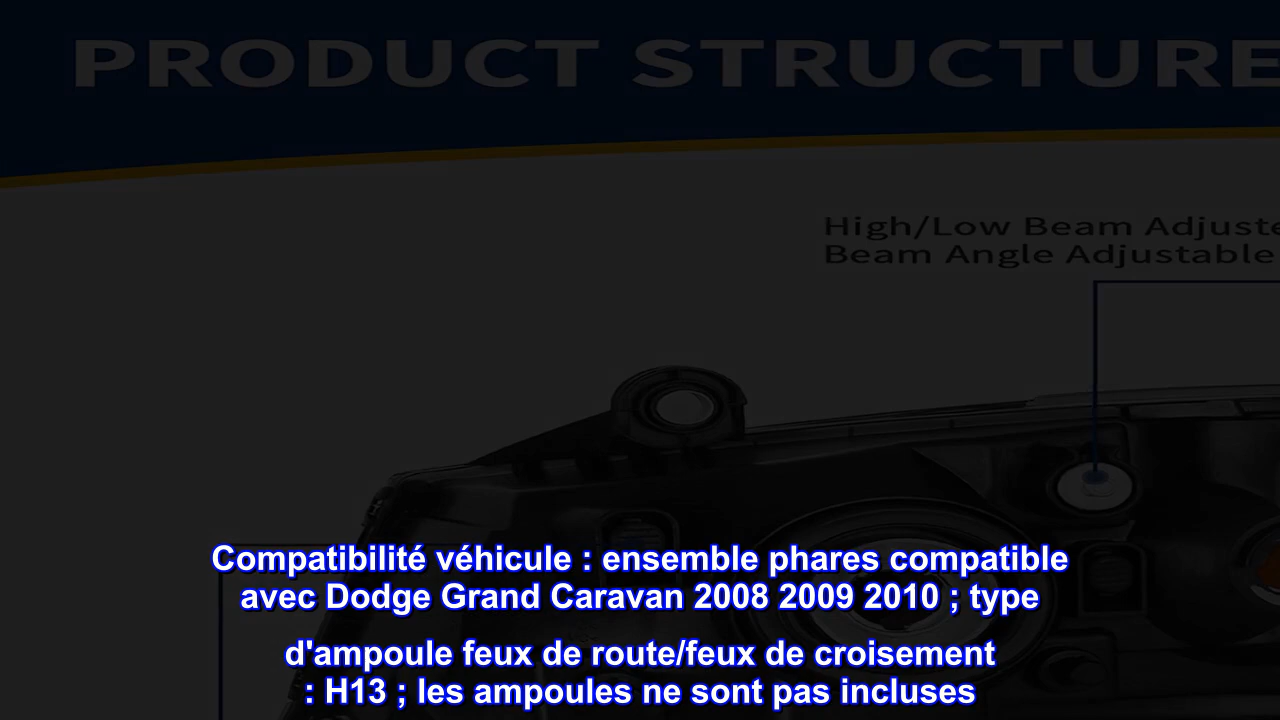 PRODUCT STRUCTURE
High/Low Beam Adjuste
Beam Angle Adjustable
Compatibilité véhicule : ensemble phares compatible
avec Dodge Grand Caravan 2008 2009 2010 ; type
d'ampoule feux de route/feux de croisement
: H13 ; les ampoules ne sont pas incluses